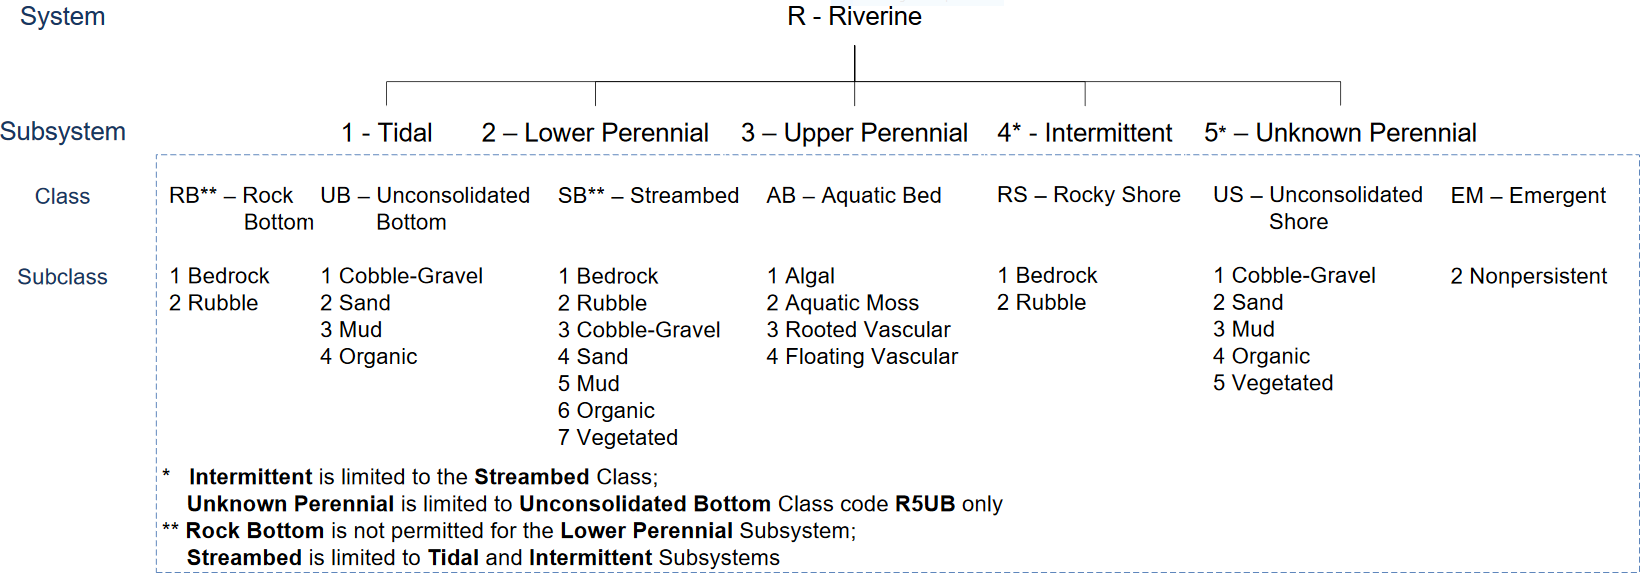 System
R - Riverine
Subsystem
1 - Tidal
2 – Lower Perennial
3 – Upper Perennial
4* - Intermittent
5* – Unknown Perennial
Class
RB** – Rock
Bottom
UB – Unconsolidated
Bottom
SB** – Streambed
AB – Aquatic Bed
RS – Rocky Shore
US – Unconsolidated
Shore
EM – Emergent
Subclass
1 Bedrock
2 Rubble
1 Cobble-Gravel
2 Sand
3 Mud
4 Organic
1 Bedrock
2 Rubble
3 Cobble-Gravel
4 Sand
5 Mud
6 Organic
7 Vegetated
1 Algal
2 Aquatic Moss
3 Rooted Vascular
4 Floating Vascular
1 Bedrock
2 Rubble
1 Cobble-Gravel
2 Sand
3 Mud
4 Organic
5 Vegetated
2 Nonpersistent
* Intermittent is limited to the Streambed Class;
Unknown Perennial is limited to Unconsolidated Bottom Class code R5UB only
** Rock Bottom is not permitted for the Lower Perennial Subsystem;
Streambed is limited to Tidal and Intermittent Subsystems